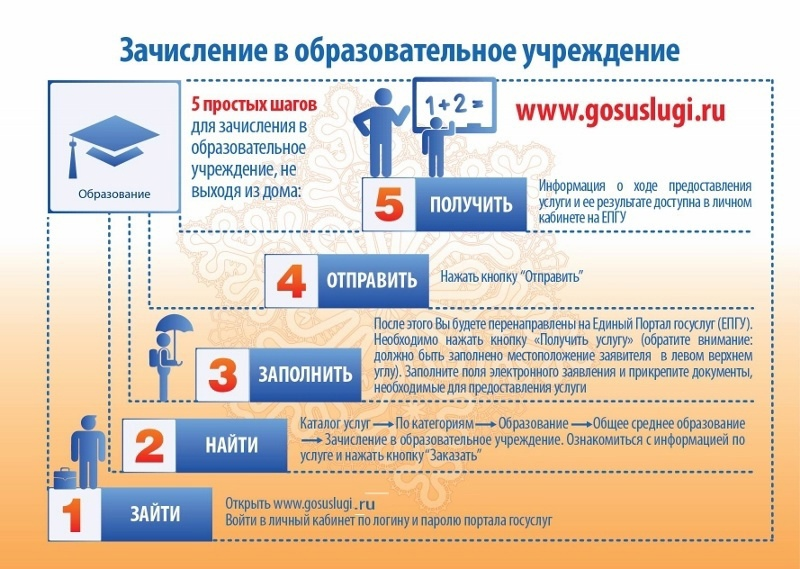 Зачисление в образовательное учреждение
Образование
5 простых шагов
для зачисления в
образовательное
учреждение, не
выходя из дома:
1+2=
www.gosuslugi.ru
5 ПОЛУЧИТЬ
Информация о ходе предоставления
услуги и ее результате доступна в личном
кабинете на ЕПГУ
4 ОТПРАВИТЬ
Нажать кнопку "Отправить"
3 ЗАПОЛНИТЬ
После этого Вы будете перенаправлены на Единый Портал госуслуг (ЕПГУ).
Необходимо нажать кнопку «Получить услугу» (обратите внимание:
должно быть заполнено местоположение заявителя в левом верхнем
углу). Заполните поля электронного заявления и прикрепите документы,
необходимые для предоставления услуги
2 НАЙТИ
Каталог услуг → По категориям → Образование → Общее среднее образование
→ Зачисление в образовательное учреждение. Ознакомиться с информацией по
услуге и нажать кнопку "Заказать"
1 ЗАЙТИ
Открыть www.gosuslugi.ru
Войти в личный кабинет по логину и паролю портала госуслуг